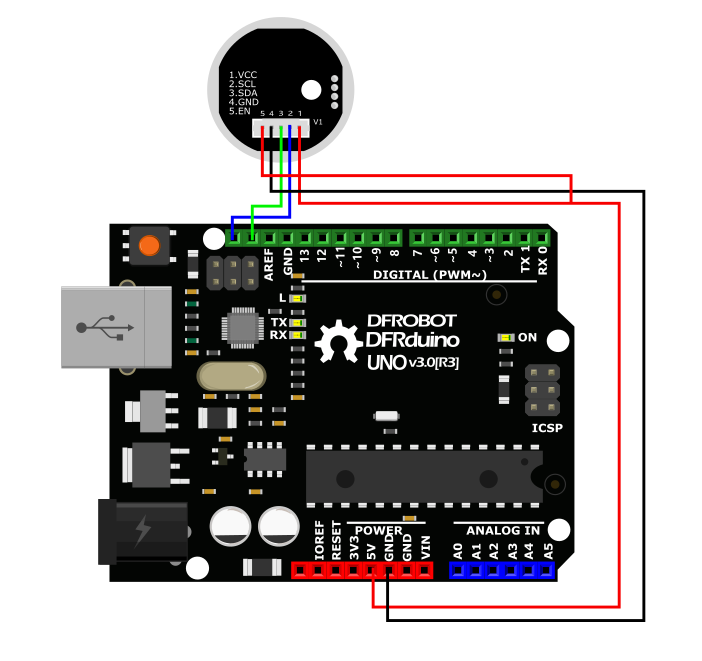 1.VCC
2.SCL
3.SDA
4.GND
5.EN
5 4 3 2 1
V1
AREF
GND
13
12
~11
~10
~9
8
7
~6
~5
4
~3
2
TX 1
RX 0
DIGITAL (PWM~)
L
TX
RX
DFROBOT
DFRduino
UNO v3.0[R3]
ON
ICSP
POWER
ANALOG IN
IOREF
RESET
3V3
5V
GND
GND
VIN
A0
A1
A2
A3
A4
A5